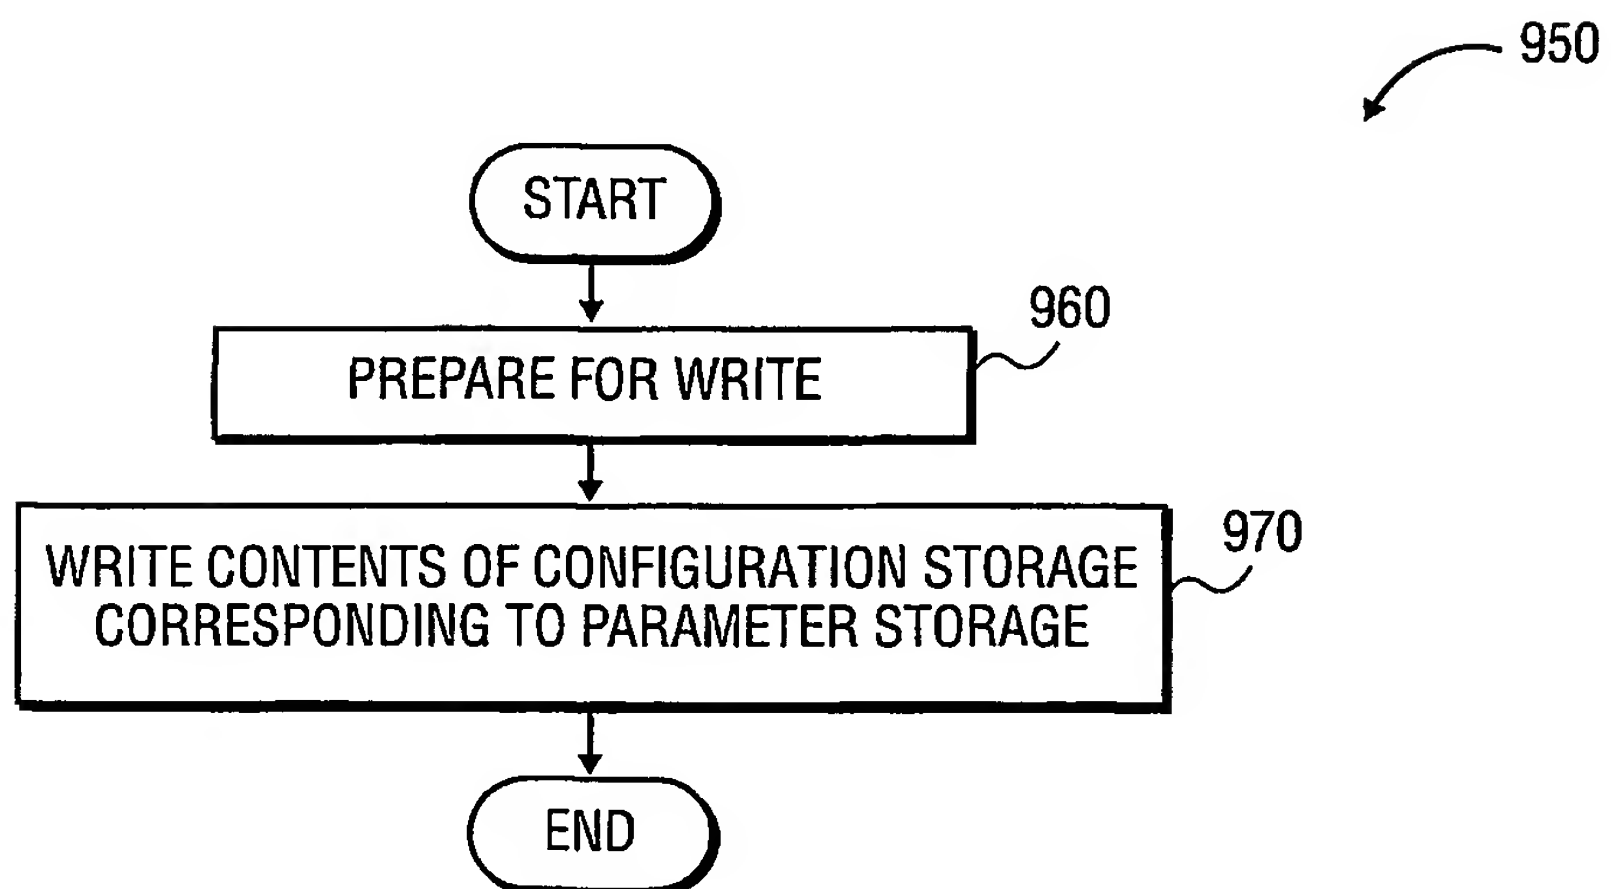 950
START
960
PREPARE FOR WRITE
970
WRITE CONTENTS OF CONFIGURATION STORAGE
CORRESPONDING TO PARAMETER STORAGE
END